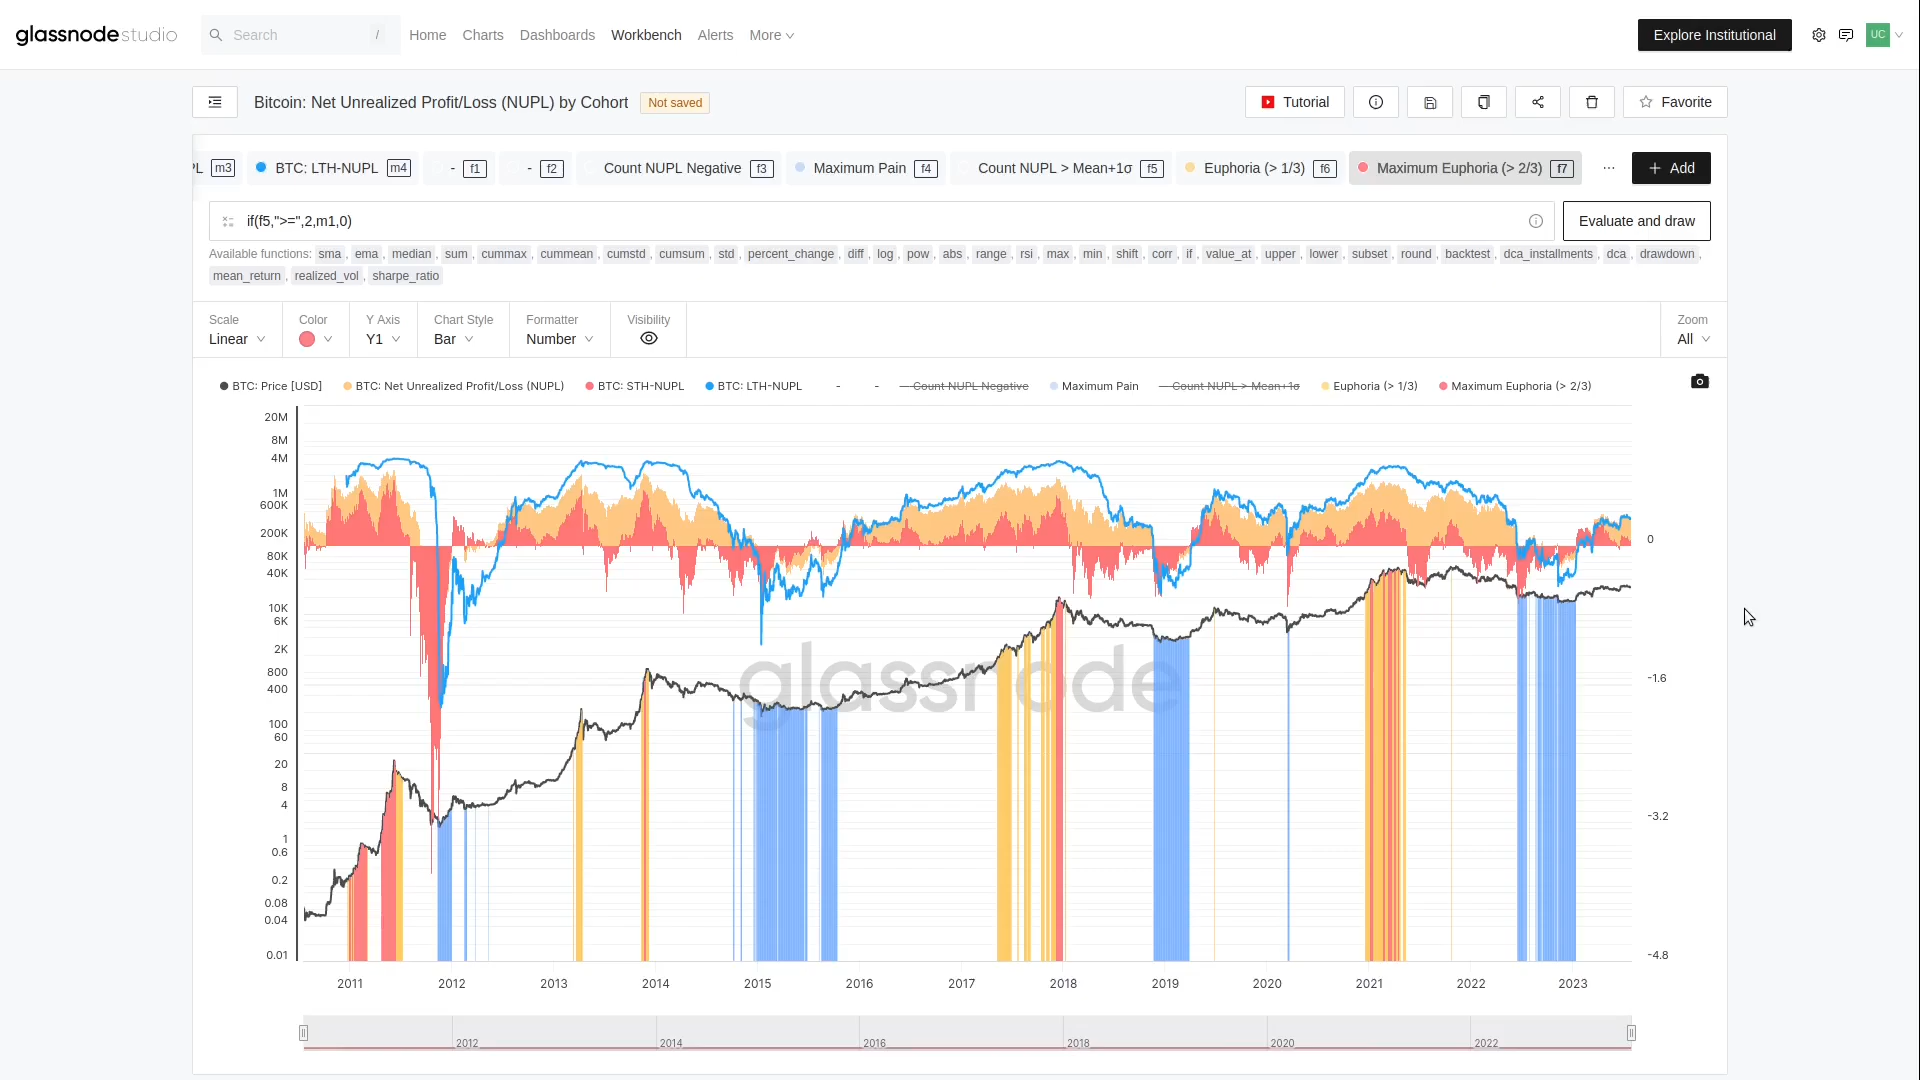 glassnodestudio Search / Home Charts Dashboards Workbench Alerts More Explore Institutional UC
Bitcoin: Net Unrealized Profit/Loss (NUPL) by Cohort Not saved Tutorial Favorite
PL m3 BTC: LTH-NUPL m4 - f1 - f2 Count NUPL Negative f3 Maximum Pain f4 Count NUPL > Mean+1σ f5 Euphoria (> 1/3) f6 Maximum Euphoria (> 2/3) f7 ... + Add
if(f5,">=",2,m1,0) Evaluate and draw
Available functions: sma , ema , median , sum , cummax , cummean , cumstd , cumsum , std , percent_change , diff , log , pow , abs , range , rsi , max , min , shift , corr , if , value_at , upper , lower , subset , round , backtest , dca_installments , dca , drawdown ,
mean_return , realized_vol , sharpe_ratio
Scale Color Y Axis Chart Style Formatter Visibility Zoom
Linear Y1 Bar Number All
BTC: Price [USD] BTC: Net Unrealized Profit/Loss (NUPL) BTC: STH-NUPL BTC: LTH-NUPL - - Count NUPL Negative Maximum Pain Count NUPL > Mean+1σ Euphoria (> 1/3) Maximum Euphoria (> 2/3)
20M
8M
4M
1M
600K
200K
0
80K
40K
10K
6K
2K
800
-1.6
400
100
60
20
8
4
-3.2
1
0.6
0.2
0.08
0.04
0.01
-4.8
glassnode
2011 2012 2013 2014 2015 2016 2017 2018 2019 2020 2021 2022 2023
2012 2014 2016 2018 2020 2022